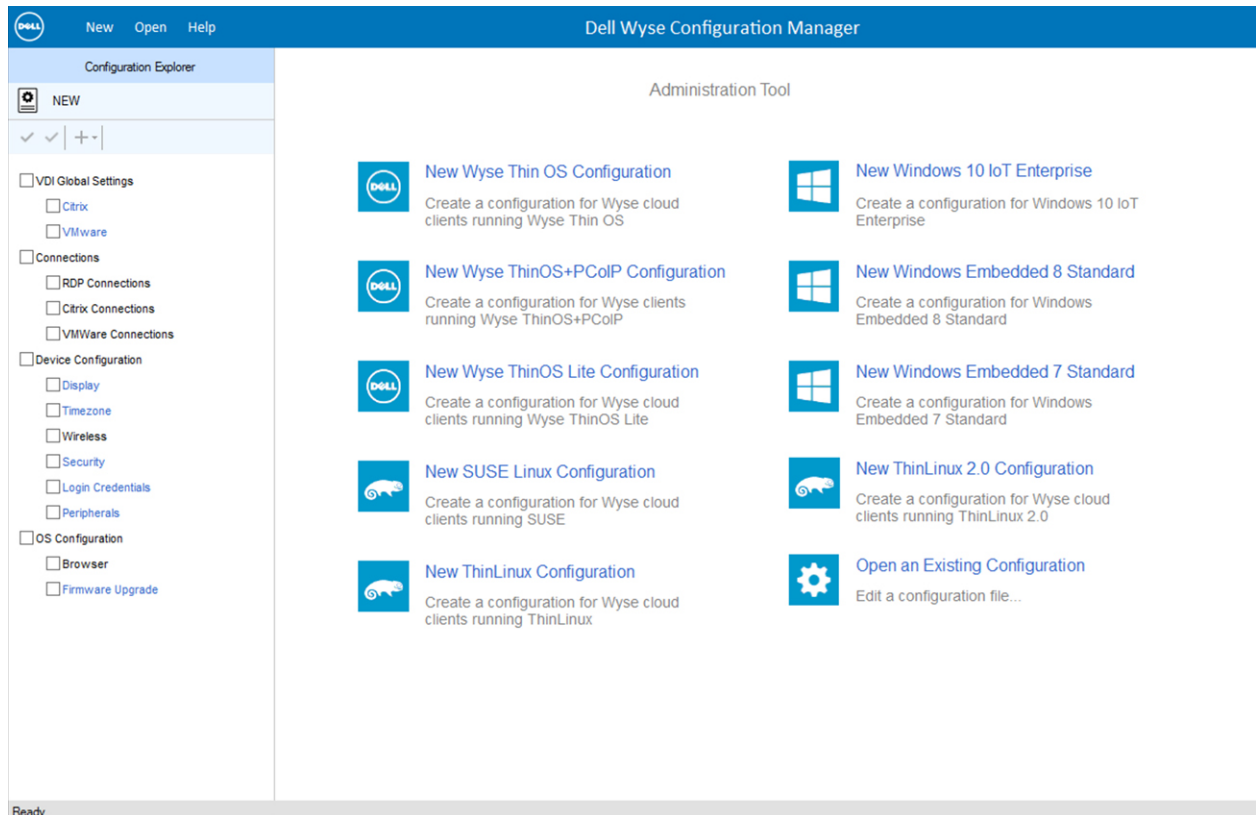 DELL
New Open Help
Dell Wyse Configuration Manager
Configuration Explorer
NEW
VDI Global Settings
Citrix
VMware
Connections
RDP Connections
Citrix Connections
VMWare Connections
Device Configuration
Display
Timezone
Wireless
Security
Login Credentials
Peripherals
OS Configuration
Browser
Firmware Upgrade
Administration Tool
DELL
New Wyse Thin OS Configuration
Create a configuration for Wyse cloud
clients running Wyse Thin OS
DELL
New Wyse ThinOS+PCoIP Configuration
Create a configuration for Wyse clients
running Wyse ThinOS+PCoIP
DELL
New Wyse ThinOS Lite Configuration
Create a configuration for Wyse cloud
clients running Wyse ThinOS Lite
New SUSE Linux Configuration
Create a configuration for Wyse cloud
clients running SUSE
New ThinLinux Configuration
Create a configuration for Wyse cloud
clients running ThinLinux
New Windows 10 IoT Enterprise
Create a configuration for Windows 10 IoT
Enterprise
New Windows Embedded 8 Standard
Create a configuration for Windows
Embedded 8 Standard
New Windows Embedded 7 Standard
Create a configuration for Windows
Embedded 7 Standard
New ThinLinux 2.0 Configuration
Create a configuration for Wyse cloud
clients running ThinLinux 2.0
Open an Existing Configuration
Edit a configuration file...
Ready